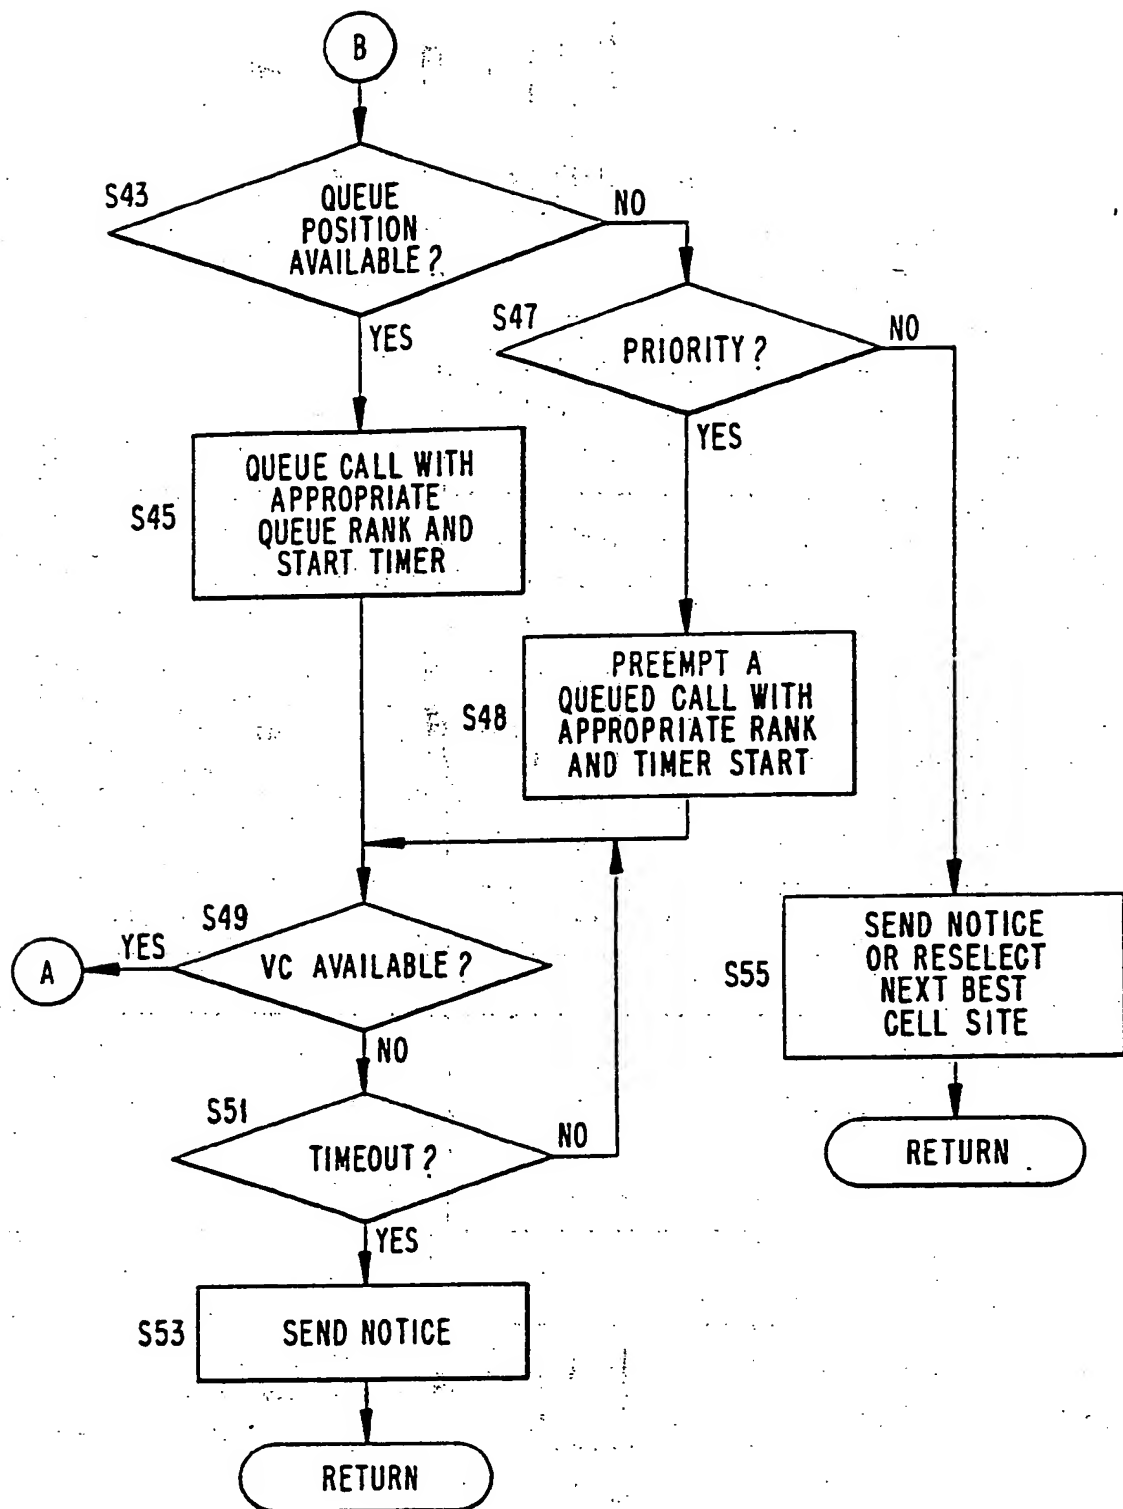 B
S43
QUEUE
POSITION
AVAILABLE?
NO
YES
S47
PRIORITY?
NO
YES
S45
QUEUE CALL WITH
APPROPRIATE
QUEUE RANK AND
START TIMER
S48
PREEMPT A
QUEUED CALL WITH
APPROPRIATE RANK
AND TIMER START
S49
VC AVAILABLE?
YES
A
NO
S55
SEND NOTICE
OR RESELECT
NEXT BEST
CELL SITE
RETURN
S51
TIMEOUT?
NO
YES
S53
SEND NOTICE
RETURN